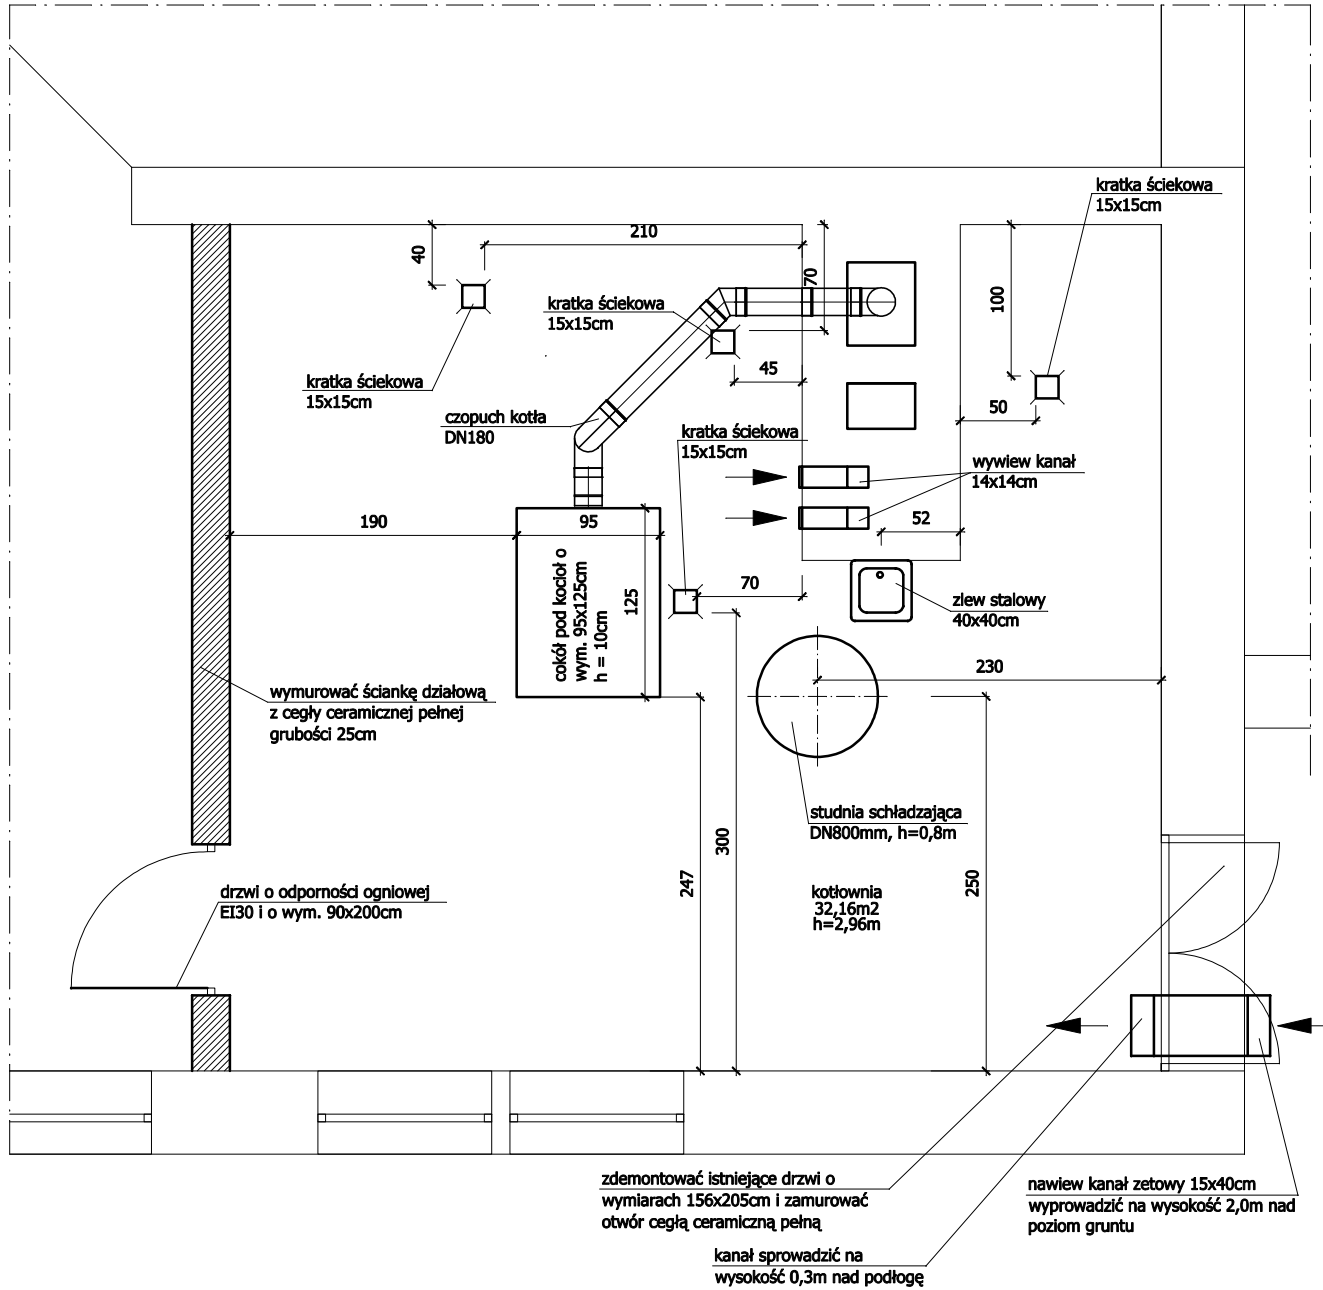 kratka ściekowa
15x15cm
210
40
70
kratka ściekowa
15x15cm
100
45
kratka ściekowa
15x15cm
50
czopuch kotła
DN180
kratka ściekowa
15x15cm
wywiew kanał
14x14cm
190
95
52
cokół pod kocioł o
wym. 95x125cm
h = 10cm
125
70
zlew stalowy
40x40cm
230
wymurować ściankę działową
z cegły ceramicznej pełnej
grubości 25cm
studnia schładzająca
DN800mm, h=0,8m
300
247
250
kotłownia
32,16m2
h=2,96m
drzwi o odporności ogniowej
EI30 i o wym. 90x200cm
zdemontować istniejące drzwi o
wymiarach 156x205cm i zamurować
otwór cegłą ceramiczną pełną
nawiew kanał zetowy 15x40cm
wyprowadzić na wysokość 2,0m nad
poziom gruntu
kanał sprowadzić na
wysokość 0,3m nad podłogę